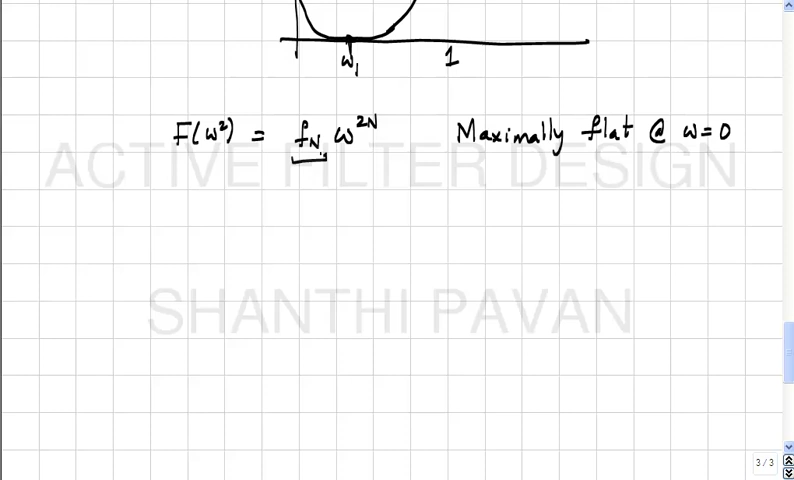 ω₁ 1
F(ω²) = f_N ω^2N Maximally flat @ ω=0
ACTIVE FILTER DESIGN
SHANTHI PAVAN
3 / 3